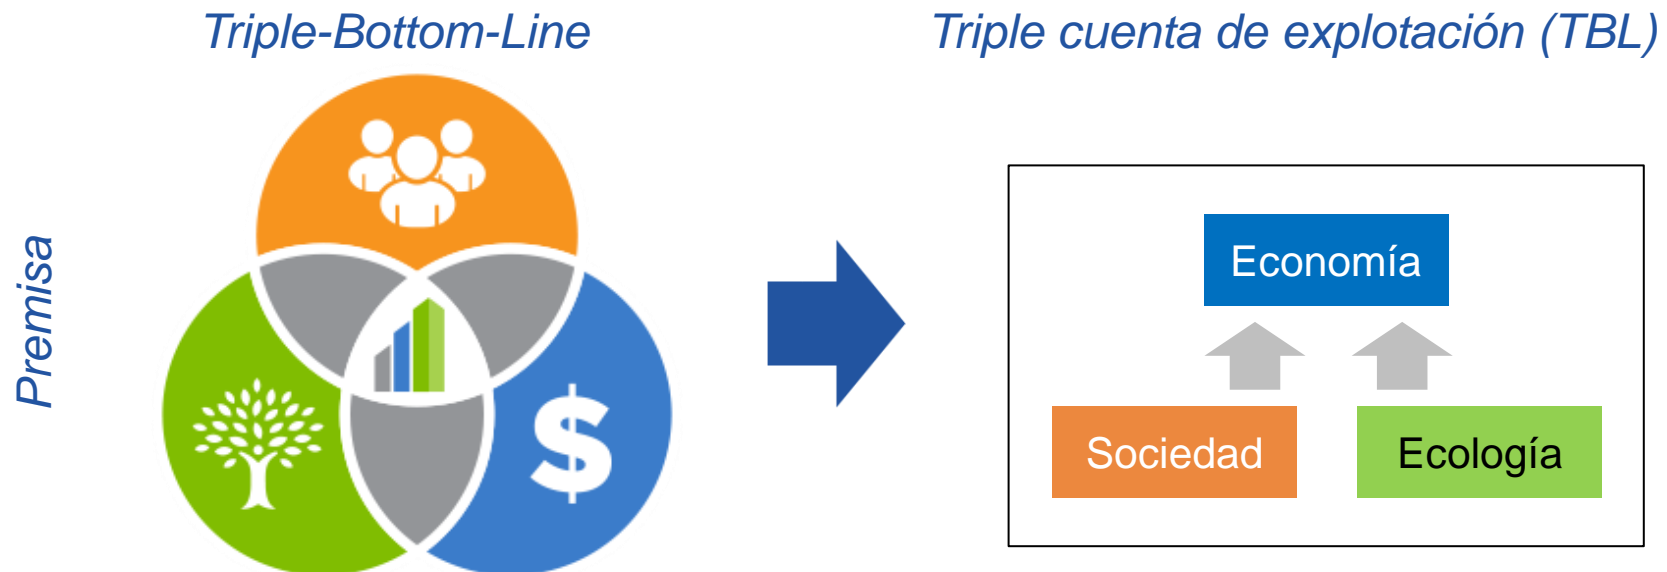 Triple-Bottom-Line
Triple cuenta de explotación (TBL)
Premisa
$
Economía
Sociedad
Ecología